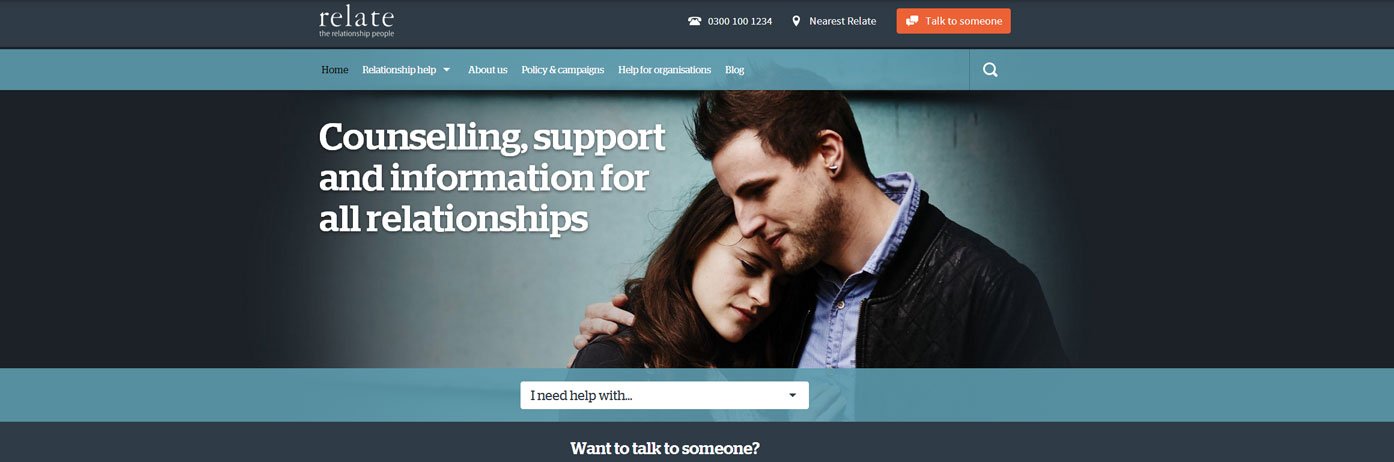 relate
the relationship people
0300 100 1234
Nearest Relate
Talk to someone
Home
Relationship help
About us
Policy & campaigns
Help for organisations
Blog
Counselling, support
and information for
all relationships
I need help with...
Want to talk to someone?